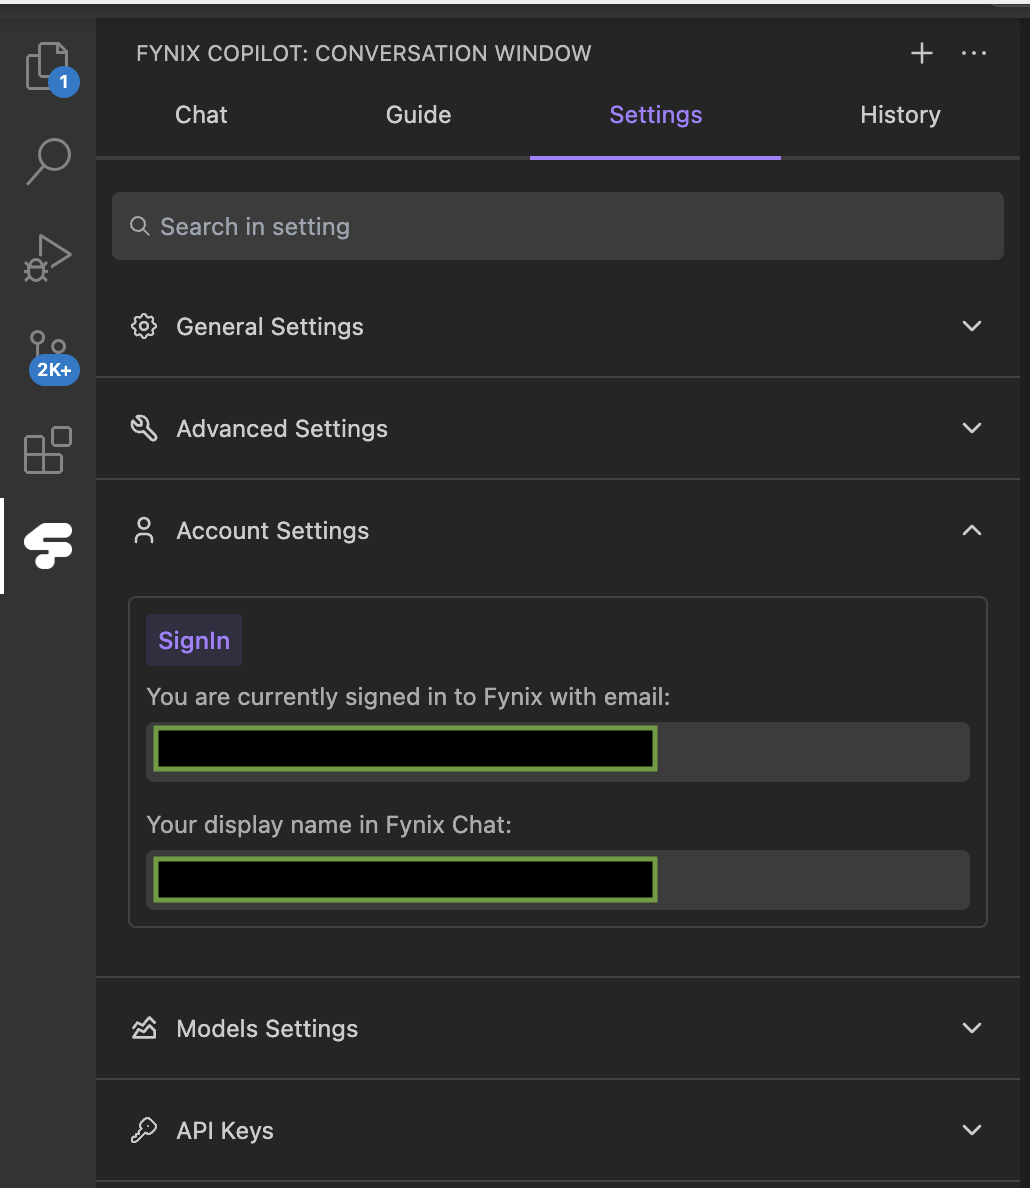 FYNIX COPILOT: CONVERSATION WINDOW
1
Chat Guide Settings History
Search in setting
General Settings
2K+
Advanced Settings
Account Settings
SignIn
You are currently signed in to Fynix with email:
Your display name in Fynix Chat:
Models Settings
API Keys